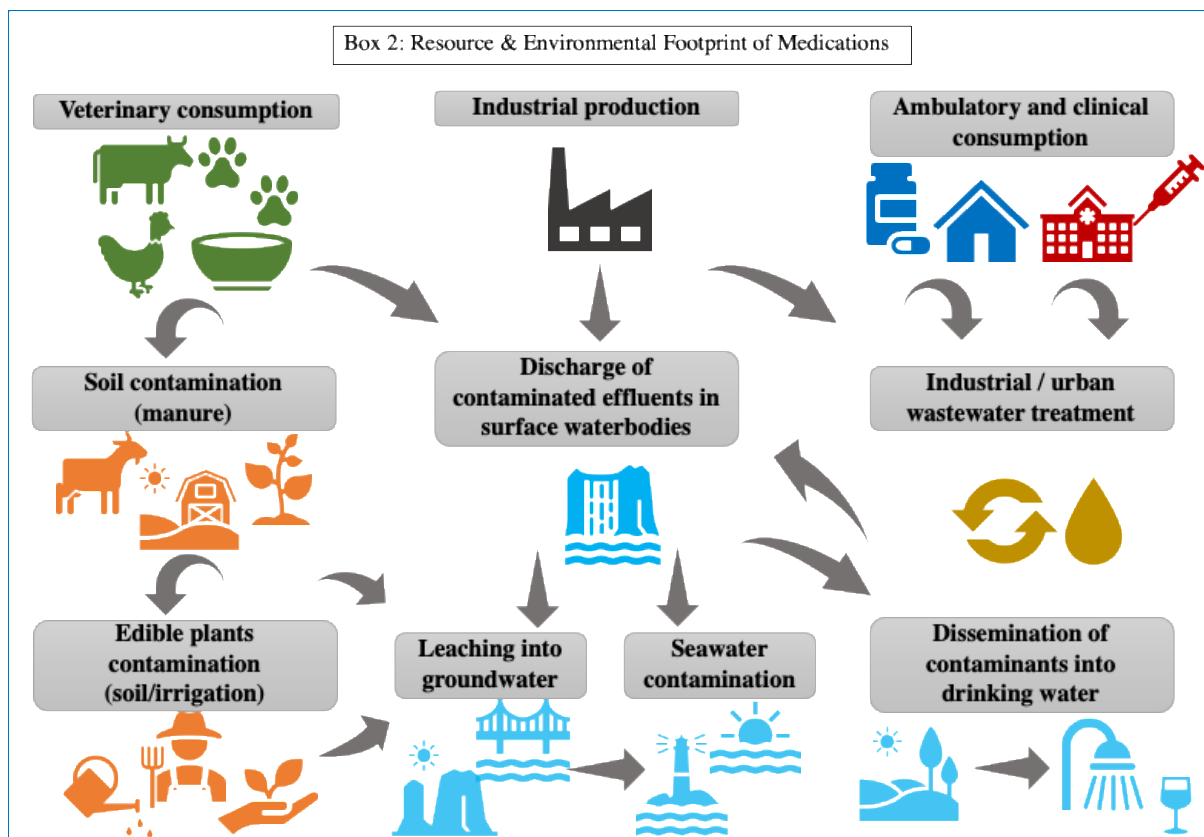 Box 2: Resource & Environmental Footprint of Medications
Veterinary consumption
Industrial production
Ambulatory and clinical
consumption
Soil contamination
(manure)
Discharge of
contaminated effluents in
surface waterbodies
Industrial / urban
wastewater treatment
Edible plants
contamination
(soil/irrigation)
Leaching into
groundwater
Seawater
contamination
Dissemination of
contaminants into
drinking water